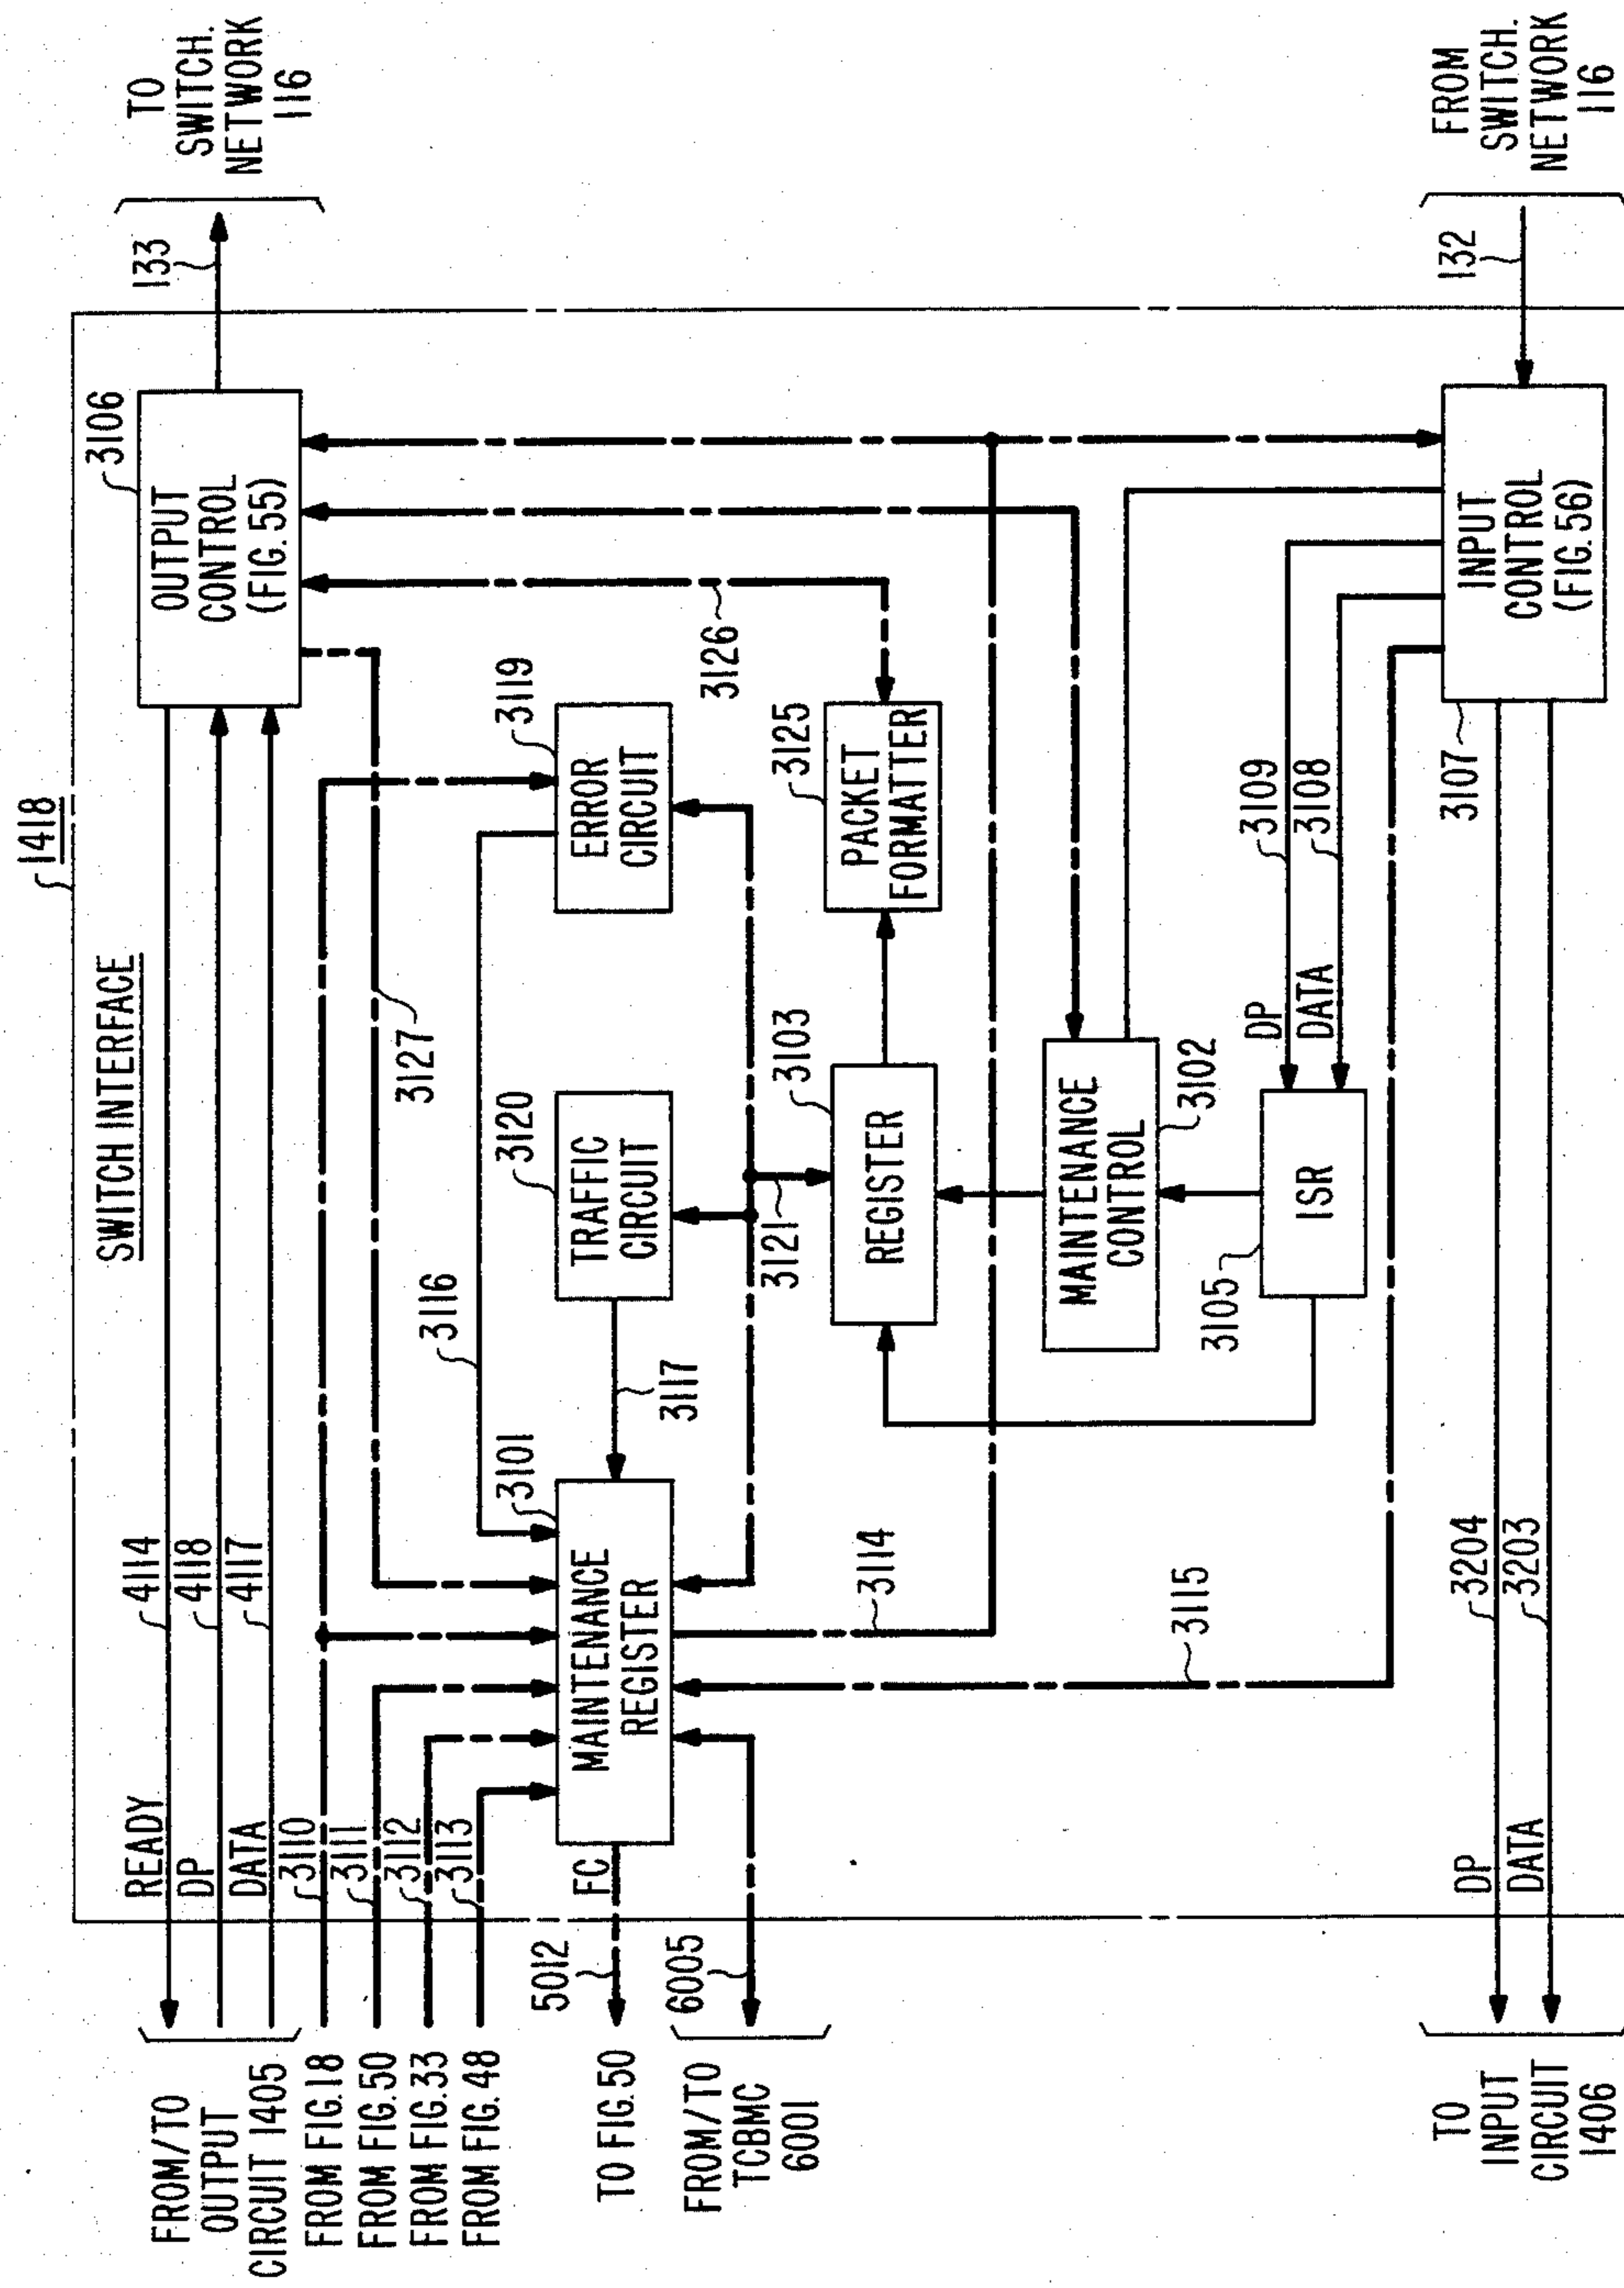 1418
SWITCH INTERFACE
FROM/TO
OUTPUT
CIRCUIT 1405
READY
4114
DP
4118
DATA
4117
OUTPUT
CONTROL
(FIG. 55)
3106
133
TO
SWITCH.
NETWORK
116
FROM FIG. 18
3110
FROM FIG. 50
3111
FROM FIG. 33
3112
FROM FIG. 48
3113
3127
3116
TO FIG. 50
5012
FC
MAINTENANCE
REGISTER
3101
3117
TRAFFIC
CIRCUIT
3120
ERROR
CIRCUIT
3119
FROM/TO
TCBMC
6001
6005
3121
3126
REGISTER
3103
PACKET
FORMATTER
3125
3114
MAINTENANCE
CONTROL
3102
3115
ISR
3105
DP
3109
DATA
3108
INPUT
CONTROL
(FIG. 56)
3107
132
FROM
SWITCH.
NETWORK
116
TO
INPUT
CIRCUIT
1406
DP
3204
DATA
3203